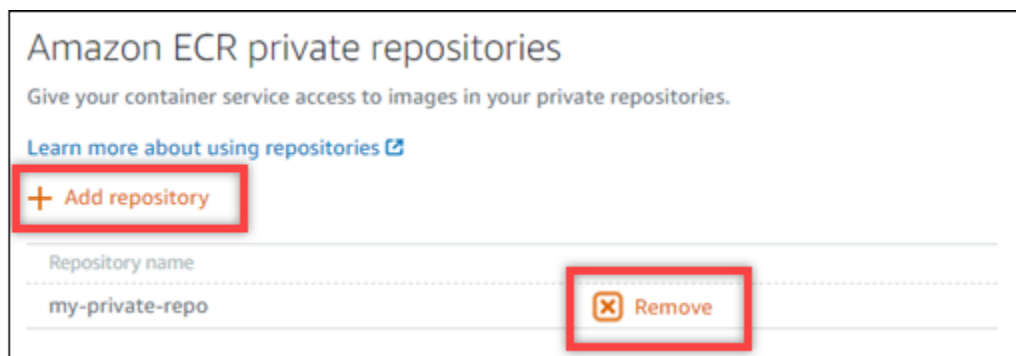 Amazon ECR private repositories
Give your container service access to images in your private repositories.
Learn more about using repositories
+ Add repository
Repository name
my-private-repo Remove